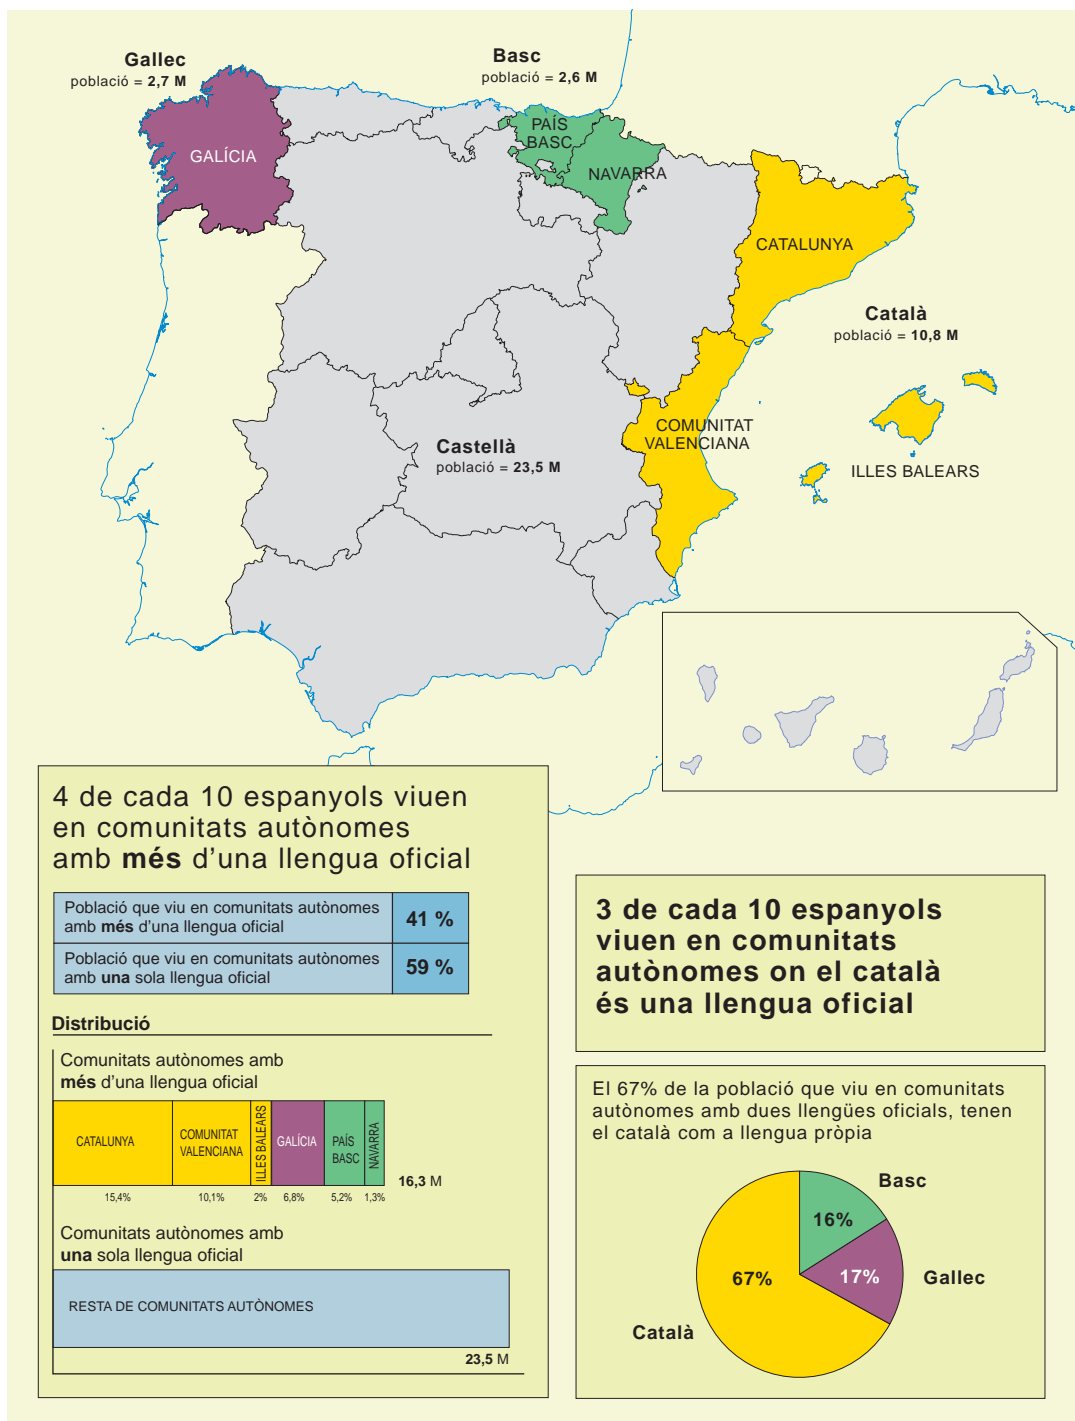 Gallec
població = 2,7 M
Basc
població = 2,6 M
GALÍCIA
PAÍS
BASC
NAVARRA
CATALUNYA
Català
població = 10,8 M
COMUNITAT
VALENCIANA
Castellà
població = 23,5 M
ILLES BALEARS
4 de cada 10 espanyols viuen
en comunitats autònomes
amb més d’una llengua oficial
Població que viu en comunitats autònomes
amb més d’una llengua oficial
41 %
Població que viu en comunitats autònomes
amb una sola llengua oficial
59 %
Distribució
Comunitats autònomes amb
més d’una llengua oficial
CATALUNYA
COMUNITAT
VALENCIANA
ILLES BALEARS
GALÍCIA
PAÍS
BASC
NAVARRA
16,3 M
15,4% 10,1% 2% 6,8% 5,2% 1,3%
Comunitats autònomes amb
una sola llengua oficial
RESTA DE COMUNITATS AUTÒNOMES
23,5 M
3 de cada 10 espanyols
viuen en comunitats
autònomes on el català
és una llengua oficial
El 67% de la població que viu en comunitats
autònomes amb dues llengües oficials, tenen
el català com a llengua pròpia
Basc
16%
67%
17%
Gallec
Català